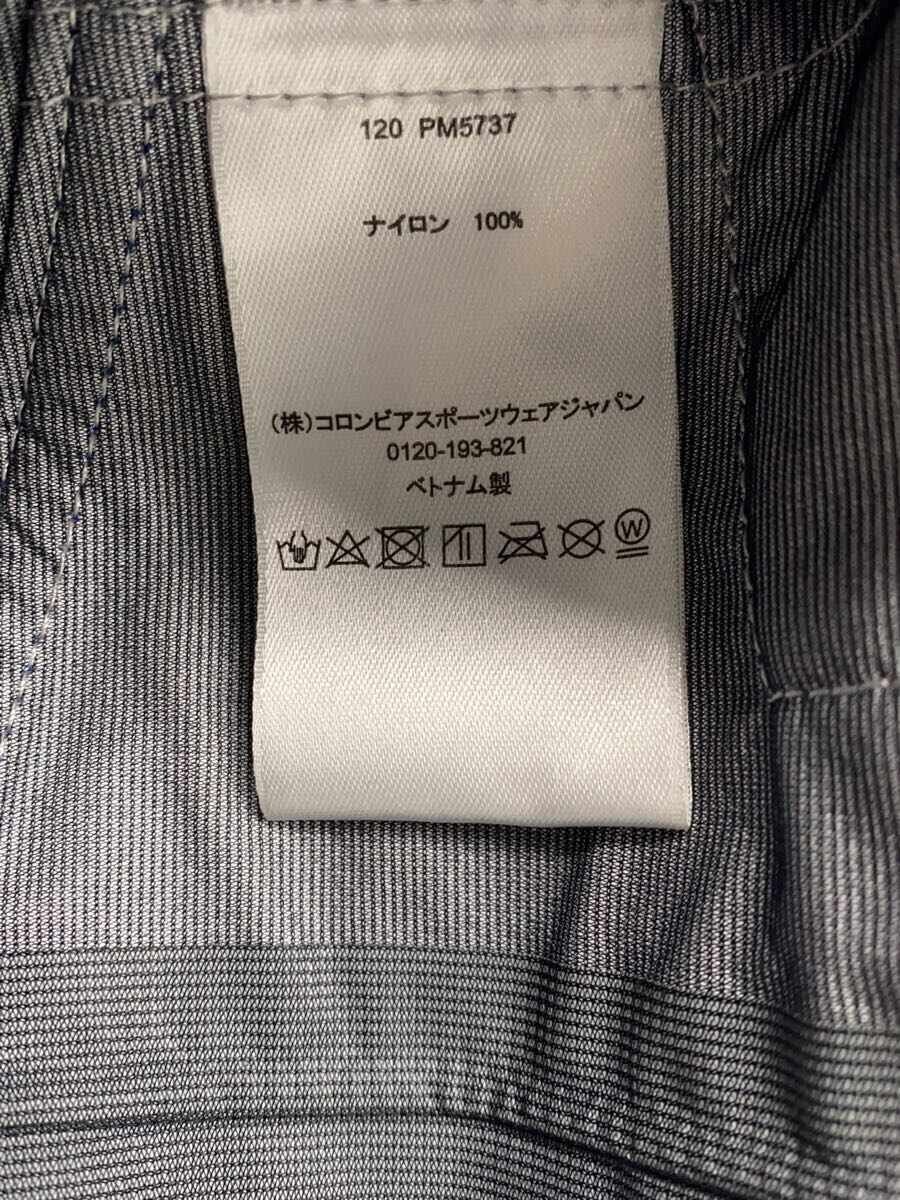 120 PM5737
ナイロン 100%
(株)コロンビアスポーツウェアジャパン
0120-193-821
ベトナム製
W